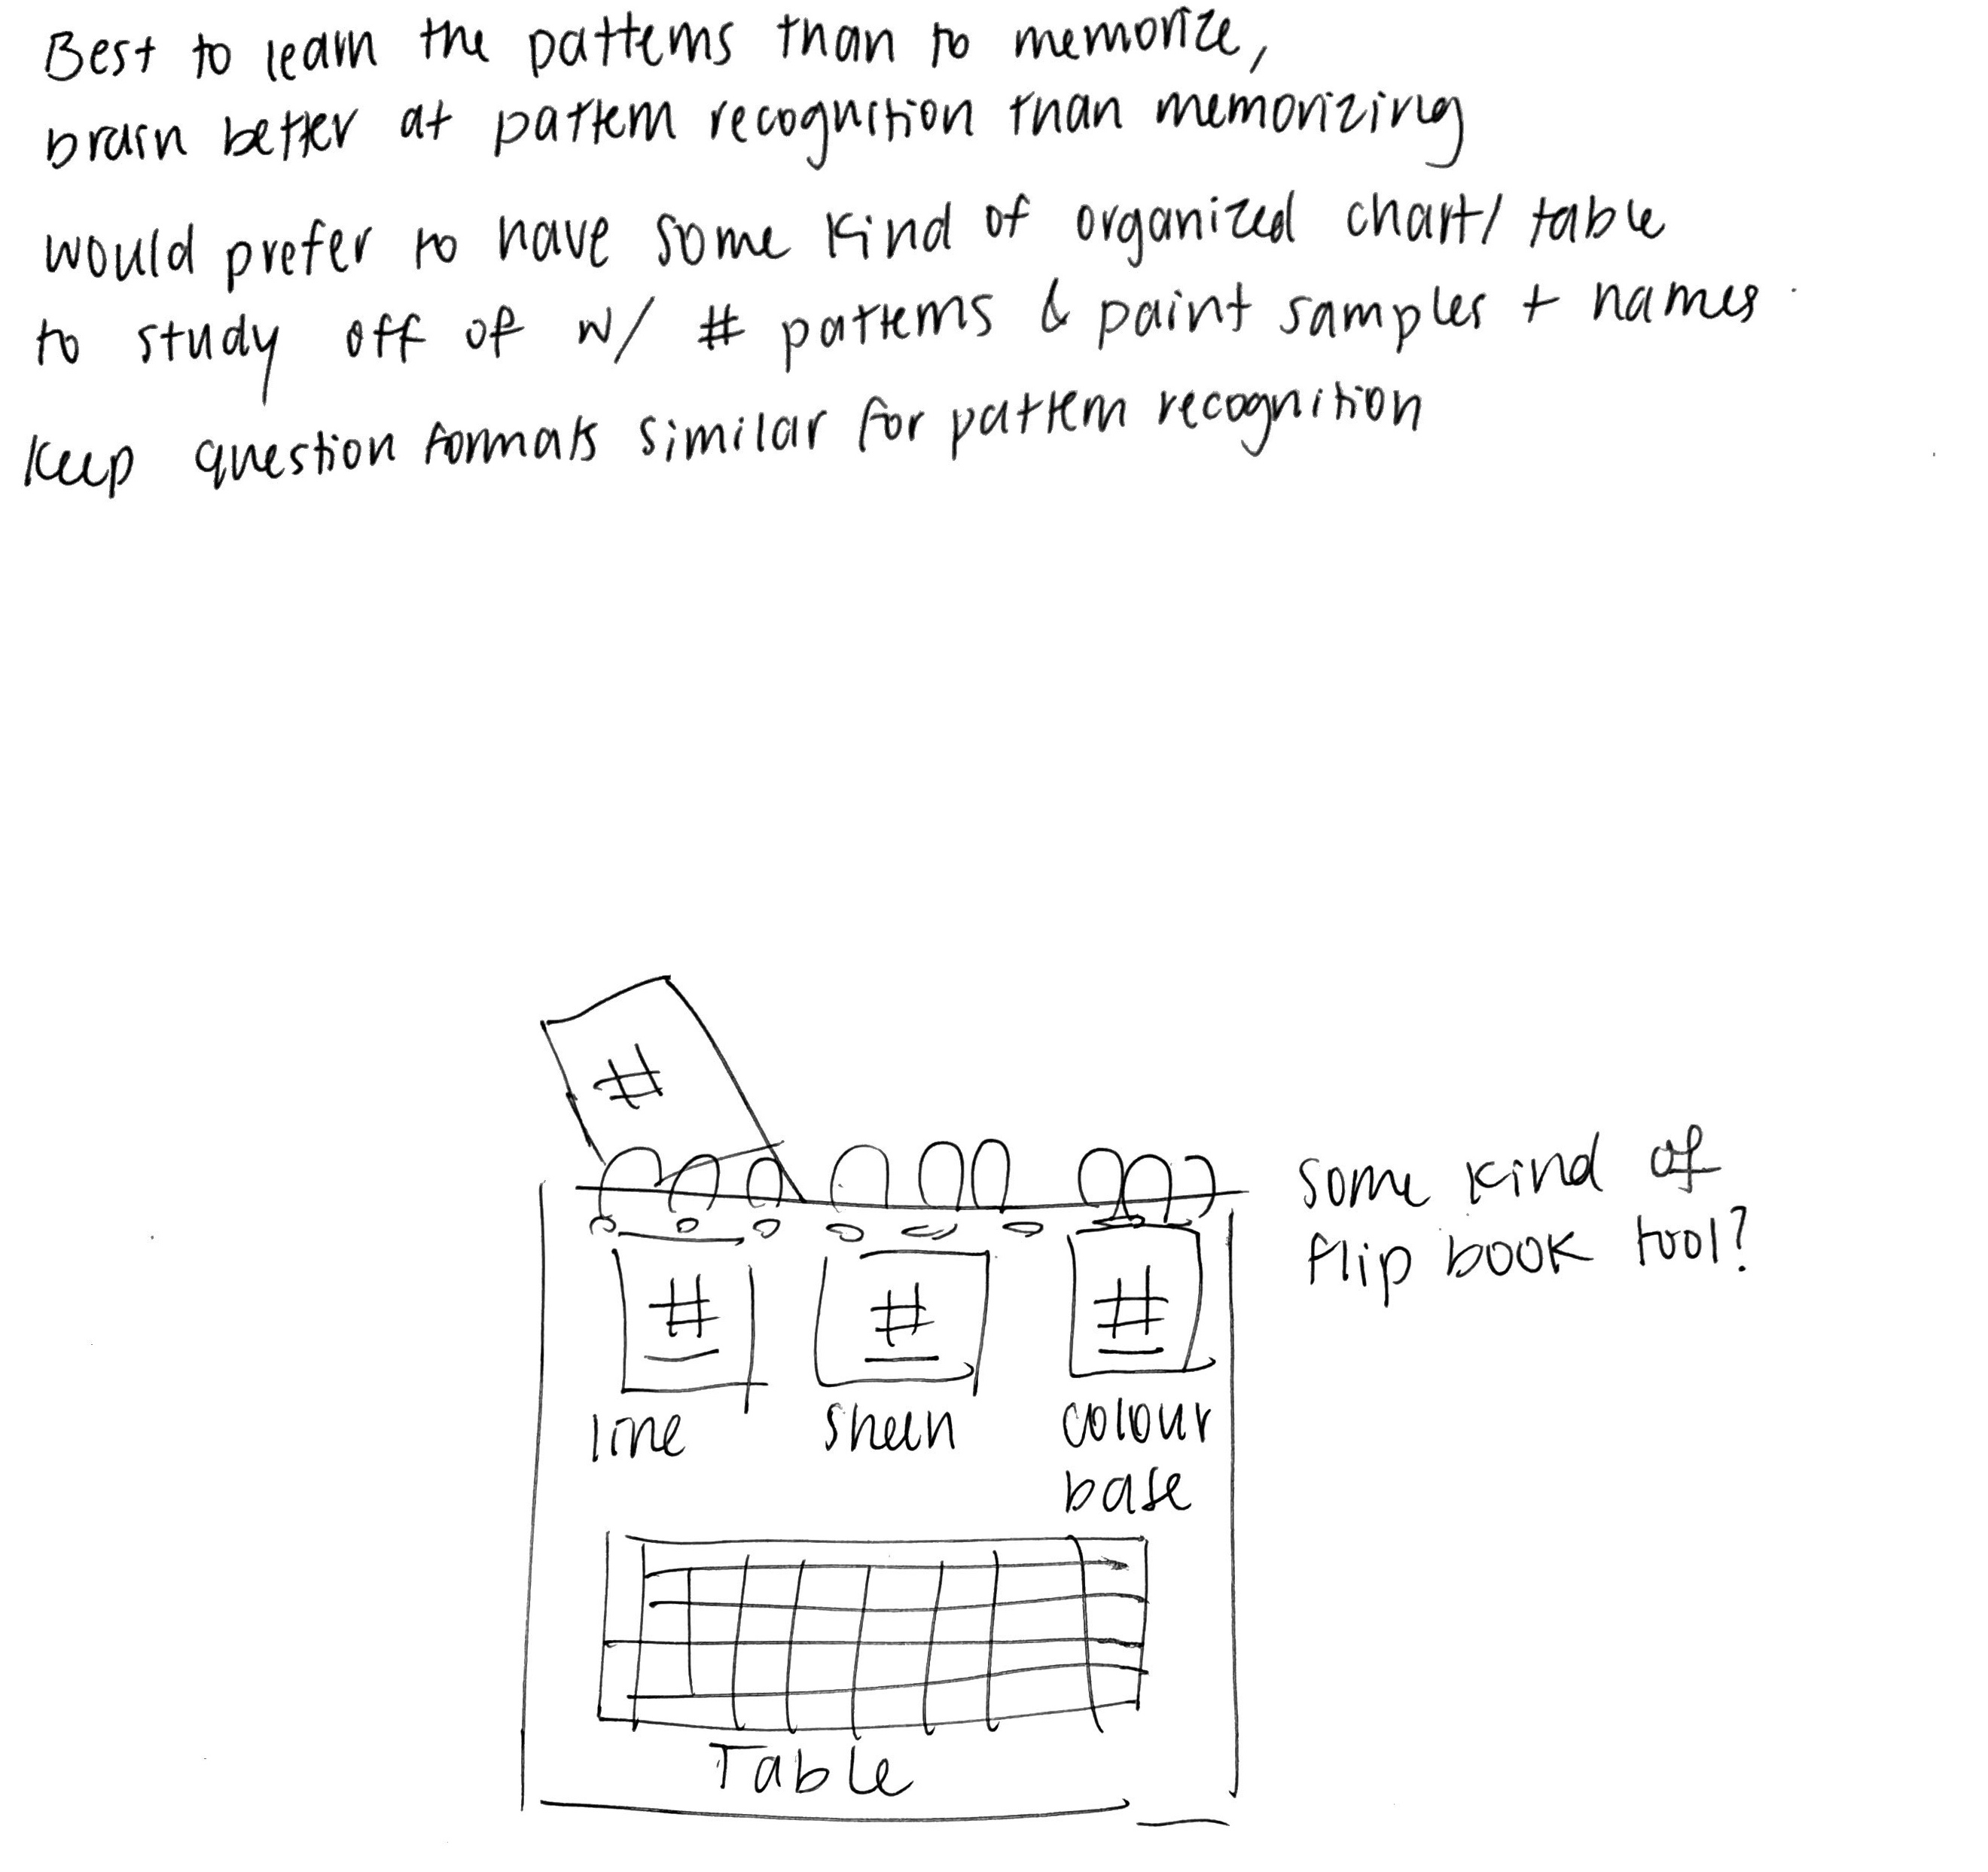 Best to learn the patterns than to memorize,
brain better at pattern recognition than memorizing
would prefer to have some kind of organized chart/table
to study off of w/ # patterns & paint samples + names
keep question formats similar for pattern recognition
#
some kind of
flip book tool?
# # #
line sheen colour
base
Table